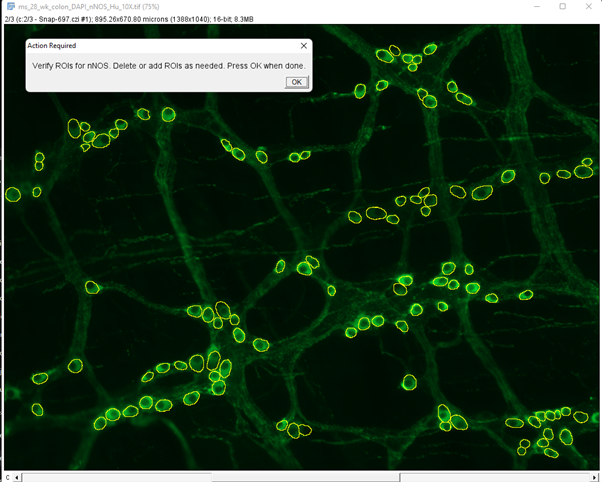 ms_28_wk_colon_DAPI_nNOS_Hu_10X.tif (75%)
2/3 (c:2/3 - Snap-697.czi #1); 895.26x670.80 microns (1388x1040); 16-bit; 8.3MB
Action Required
Verify ROIs for nNOS. Delete or add ROIs as needed. Press OK when done.
OK
c